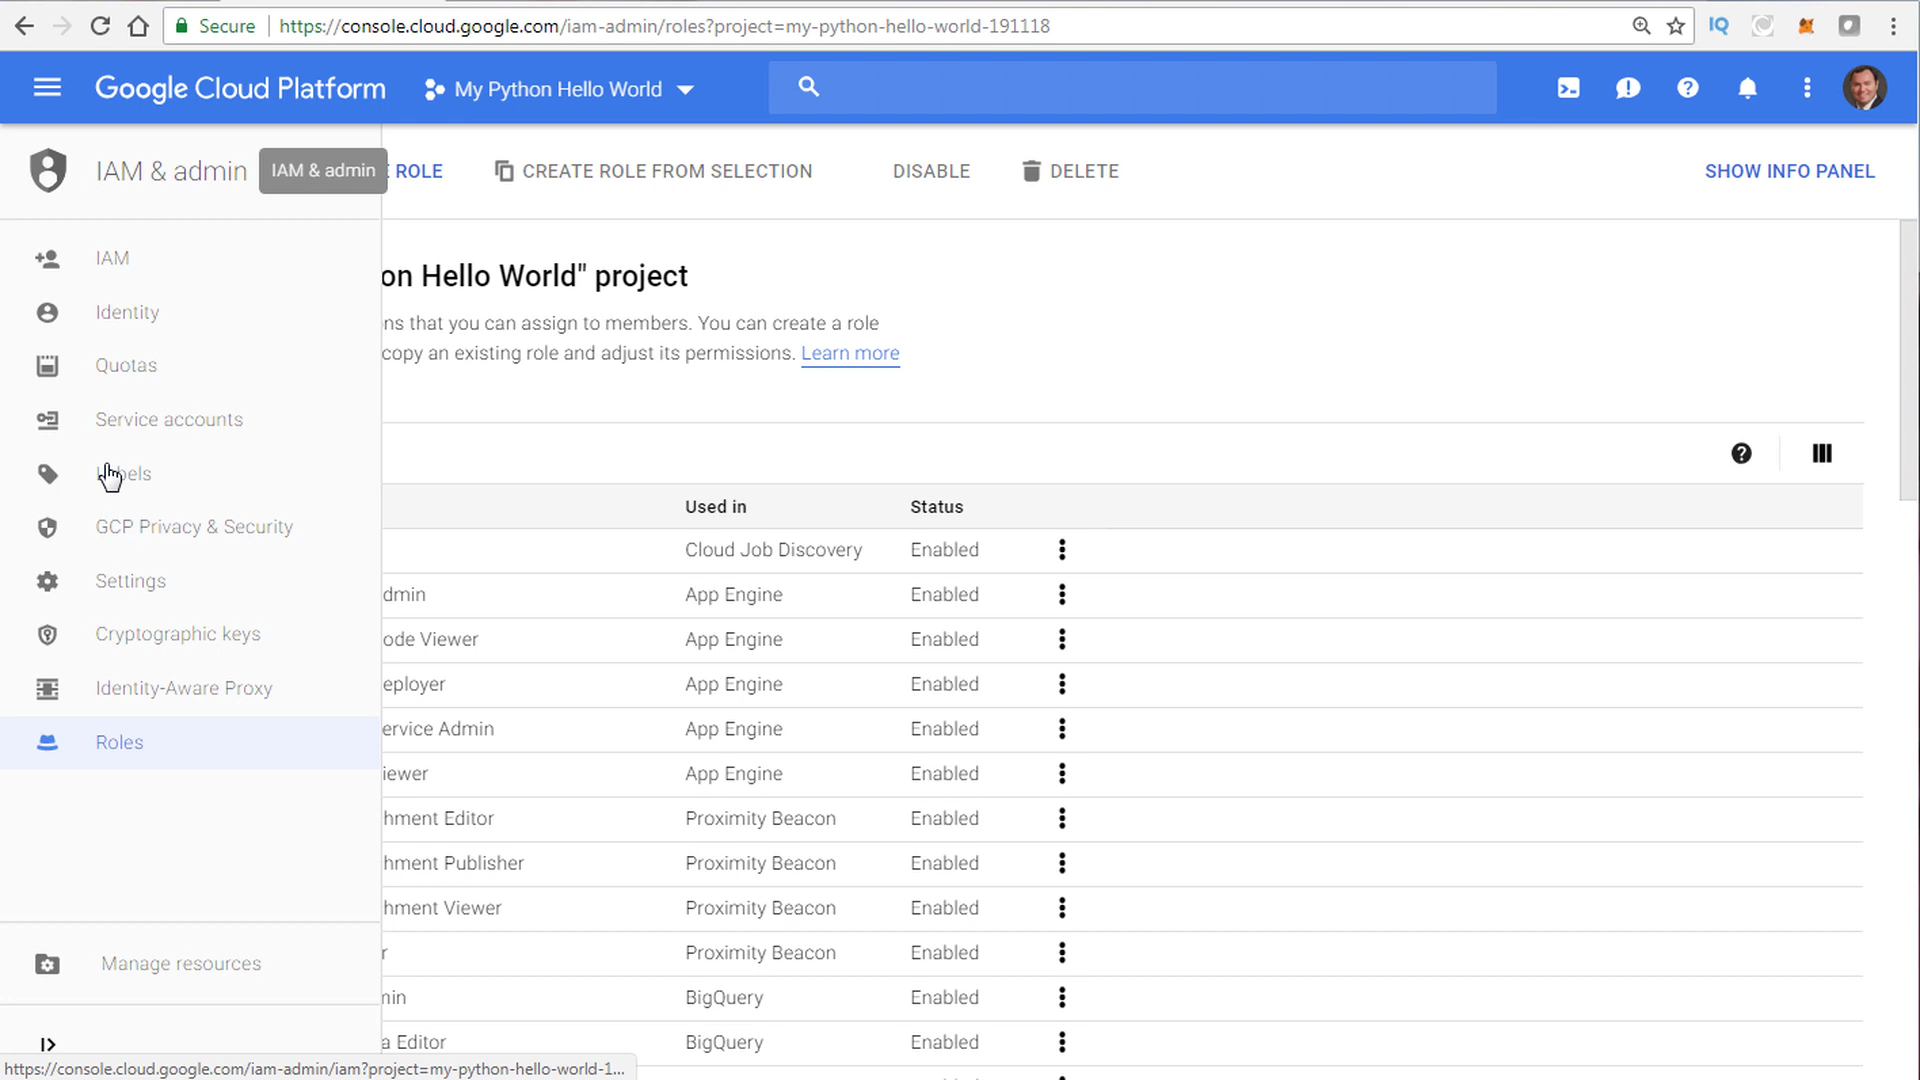 Secure https://console.cloud.google.com/iam-admin/roles?project=my-python-hello-world-191118
IQ
Google Cloud Platform My Python Hello World
IAM & admin IAM & admin ROLE CREATE ROLE FROM SELECTION DISABLE DELETE SHOW INFO PANEL
IAM
on Hello World" project
Identity
ns that you can assign to members. You can create a role
copy an existing role and adjust its permissions. Learn more
Quotas
Service accounts
bels
GCP Privacy & Security
Settings
Cryptographic keys
Identity-Aware Proxy
Roles
Manage resources
Used in Status
Cloud Job Discovery Enabled
dmin App Engine Enabled
ode Viewer App Engine Enabled
eployer App Engine Enabled
ervice Admin App Engine Enabled
iewer App Engine Enabled
hment Editor Proximity Beacon Enabled
hment Publisher Proximity Beacon Enabled
hment Viewer Proximity Beacon Enabled
r Proximity Beacon Enabled
min BigQuery Enabled
a Editor BigQuery Enabled
https://console.cloud.google.com/iam-admin/iam?project=my-python-hello-world-1...